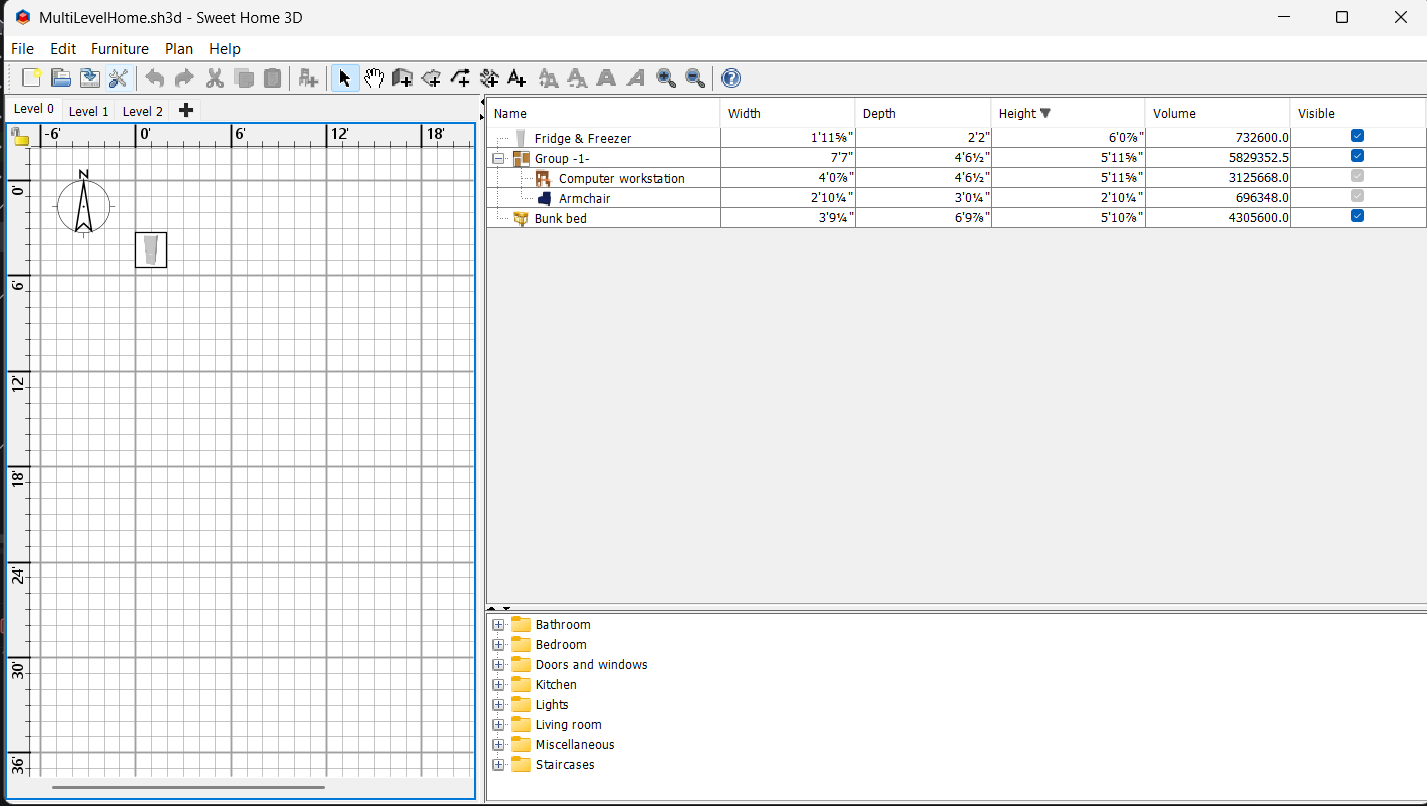 MultiLevelHome.sh3d - Sweet Home 3D
File Edit Furniture Plan Help
Level 0 Level 1 Level 2
-6' 0' 6' 12' 18'
0'
6'
12'
18'
24'
30'
36'
N
Name Width Depth Height Volume Visible
Fridge & Freezer 1'11⅝" 2'2" 6'0⅞" 732600.0
Group -1- 7'7" 4'6½" 5'11⅝" 5829352.5
Computer workstation 4'0⅞" 4'6½" 5'11⅝" 3125668.0
Armchair 2'10¼" 3'0¼" 2'10¼" 696348.0
Bunk bed 3'9¼" 6'9⅞" 5'10⅞" 4305600.0
Bathroom
Bedroom
Doors and windows
Kitchen
Lights
Living room
Miscellaneous
Staircases